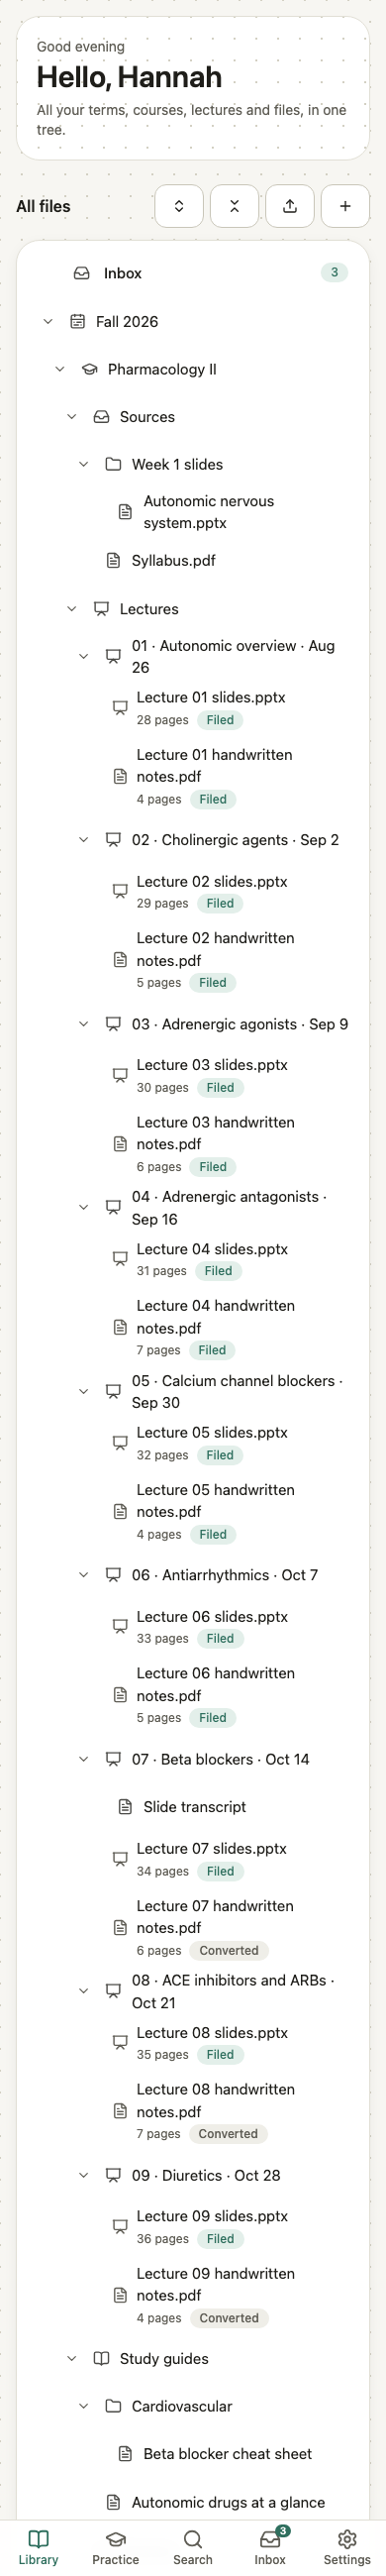 Good evening
Hello, Hannah
All your terms, courses, lectures and files, in one
tree.
All files
Inbox
3
Fall 2026
Pharmacology II
Sources
Week 1 slides
Autonomic nervous
system.pptx
Syllabus.pdf
Lectures
01 · Autonomic overview · Aug
26
Lecture 01 slides.pptx
28 pages Filed
Lecture 01 handwritten
notes.pdf
4 pages Filed
02 · Cholinergic agents · Sep 2
Lecture 02 slides.pptx
29 pages Filed
Lecture 02 handwritten
notes.pdf
5 pages Filed
03 · Adrenergic agonists · Sep 9
Lecture 03 slides.pptx
30 pages Filed
Lecture 03 handwritten
notes.pdf
6 pages Filed
04 · Adrenergic antagonists ·
Sep 16
Lecture 04 slides.pptx
31 pages Filed
Lecture 04 handwritten
notes.pdf
7 pages Filed
05 · Calcium channel blockers ·
Sep 30
Lecture 05 slides.pptx
32 pages Filed
Lecture 05 handwritten
notes.pdf
4 pages Filed
06 · Antiarrhythmics · Oct 7
Lecture 06 slides.pptx
33 pages Filed
Lecture 06 handwritten
notes.pdf
5 pages Filed
07 · Beta blockers · Oct 14
Slide transcript
Lecture 07 slides.pptx
34 pages Filed
Lecture 07 handwritten
notes.pdf
6 pages Converted
08 · ACE inhibitors and ARBs ·
Oct 21
Lecture 08 slides.pptx
35 pages Filed
Lecture 08 handwritten
notes.pdf
7 pages Converted
09 · Diuretics · Oct 28
Lecture 09 slides.pptx
36 pages Filed
Lecture 09 handwritten
notes.pdf
4 pages Converted
Study guides
Cardiovascular
Beta blocker cheat sheet
Autonomic drugs at a glance
3
Library Practice Search Inbox Settings